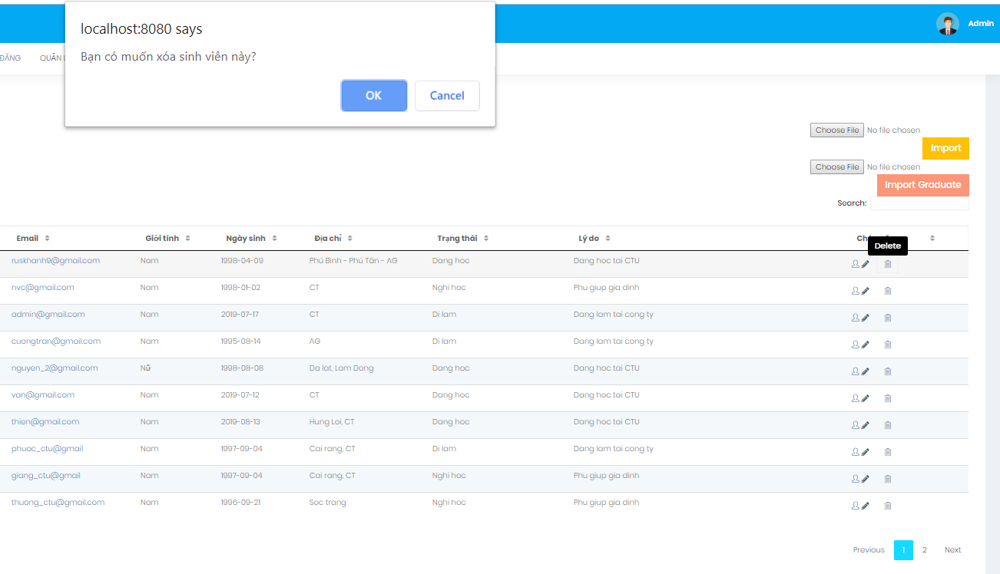 localhost:8080 says
Bạn có muốn xóa sinh viên này?
OK Cancel
Admin
ĐẲNG QUẢN
Choose File No file chosen
Import
Choose File No file chosen
Import Graduate
Search:
Email Giới tính Ngày sinh Địa chỉ Trạng thái Lý do
Delete
ruskhanh9@gmail.com Nam 1998-04-09 Phú Bình - Phú Tân - AG Dang hoc Dang hoc tai CTU
nvc@gmail.com Nam 1998-01-02 CT Nghi hoc Phu giup gia dinh
admin@gmail.com Nam 2019-07-17 CT Di lam Dang lam tai cong ty
cuongtran@gmail.com Nam 1995-08-14 AG Di lam Dang lam tai cong ty
nguyen_2@gmail.com Nữ 1998-08-08 Da lat, Lam Dong Dang hoc Dang hoc tai CTU
van@gmail.com Nam 2019-07-12 CT Dang hoc Dang hoc tai CTU
thien@gmail.com Nam 2019-08-13 Hung Loi, CT Dang hoc Dang hoc tai CTU
phuoc_ctu@gmail Nam 1997-09-04 Cai rang, CT Di lam Dang lam tai cong ty
giang_ctu@gmail Nam 1997-09-04 Cai rang, CT Nghi hoc Phu giup gia dinh
thuong_ctu@gmail.com Nam 1996-09-21 Soc trang Nghi hoc Phu giup gia dinh
Previous 1 2 Next